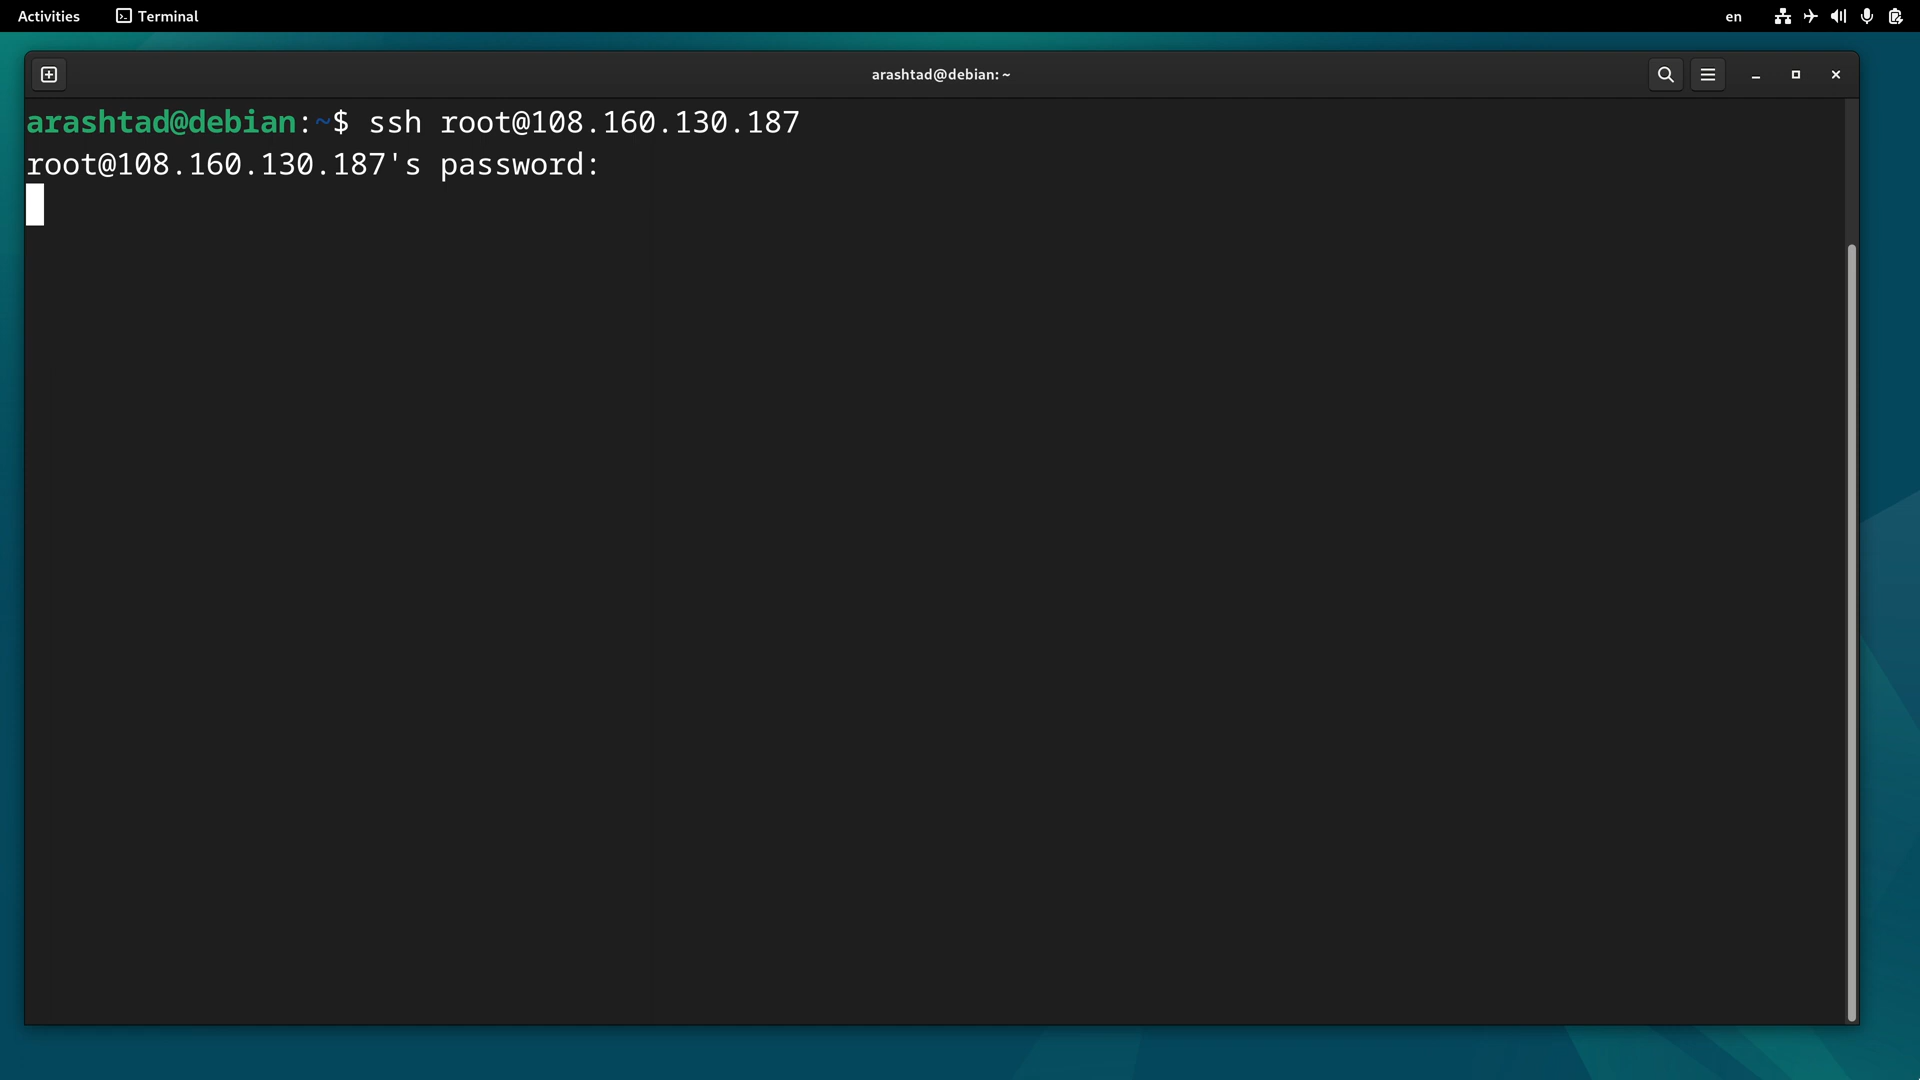 Activities Terminal en
arashtad@debian: ~
arashtad@debian:~$ ssh root@108.160.130.187
root@108.160.130.187's password: